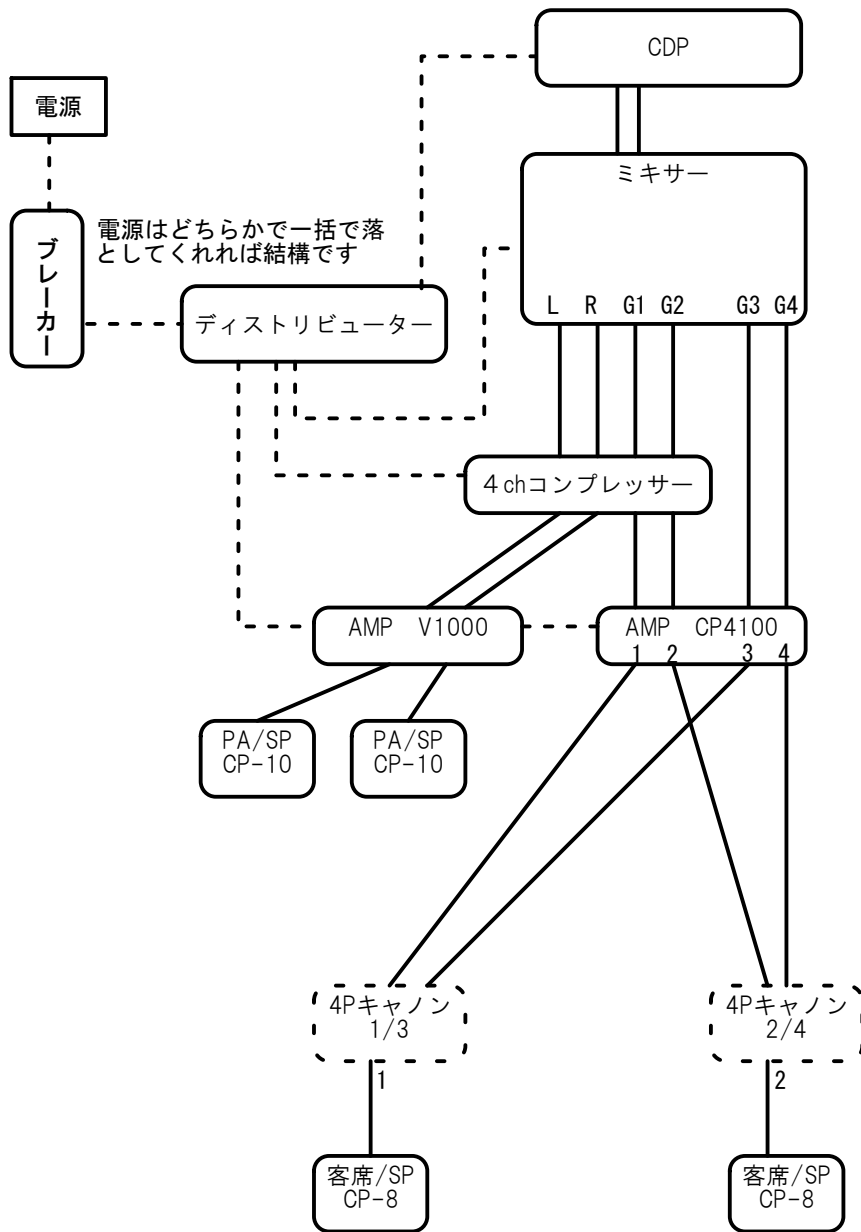 CDP
電源
ミキサー
電源はどちらかで一括で落
としてくれれば結構です
ブレーカー
ディストリビューター
L R G1 G2 G3 G4
4chコンプレッサー
AMP V1000
AMP CP4100
1 2 3 4
PA/SP
CP-10
PA/SP
CP-10
4Pキャノン
1/3
4Pキャノン
2/4
1
2
客席/SP
CP-8
客席/SP
CP-8